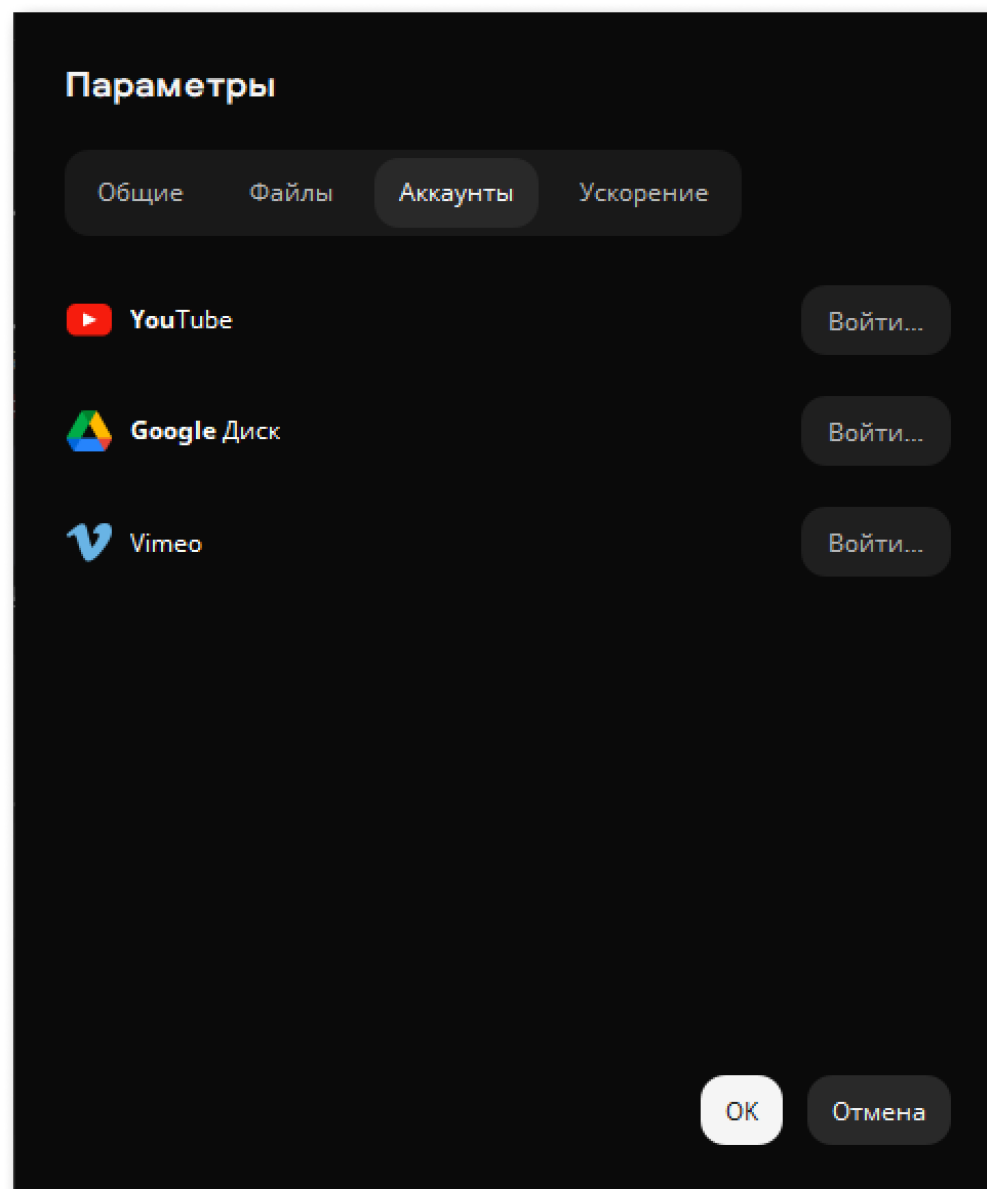 Параметры
Общие Файлы Аккаунты Ускорение
YouTube Войти...
Google Диск Войти...
Vimeo Войти...
OK Отмена